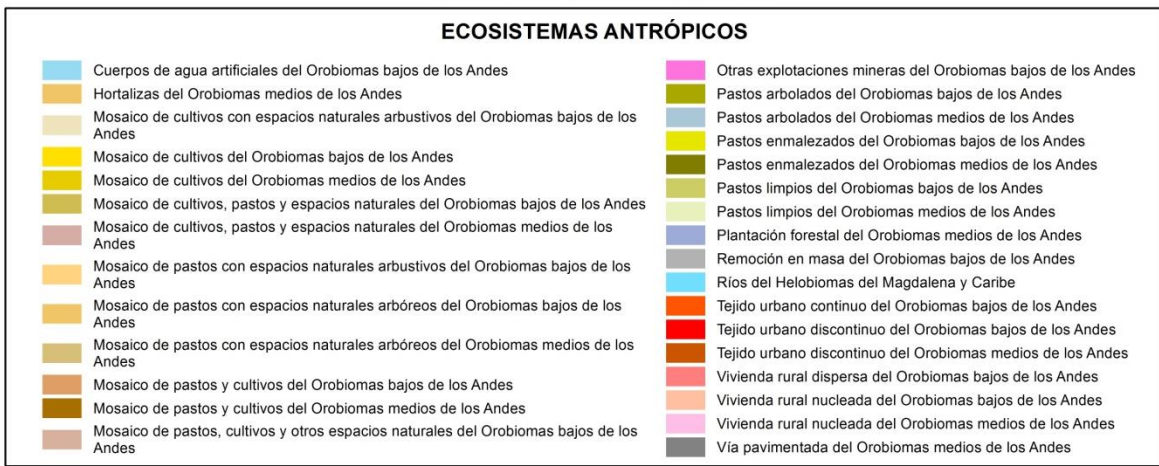 ECOSISTEMAS ANTRÓPICOS
Cuerpos de agua artificiales del Orobiomas bajos de los Andes
Hortalizas del Orobiomas medios de los Andes
Mosaico de cultivos con espacios naturales arbustivos del Orobiomas bajos de los
Andes
Mosaico de cultivos del Orobiomas bajos de los Andes
Mosaico de cultivos del Orobiomas medios de los Andes
Mosaico de cultivos, pastos y espacios naturales del Orobiomas bajos de los Andes
Mosaico de cultivos, pastos y espacios naturales del Orobiomas medios de los
Andes
Mosaico de pastos con espacios naturales arbustivos del Orobiomas bajos de los
Andes
Mosaico de pastos con espacios naturales arbóreos del Orobiomas bajos de los
Andes
Mosaico de pastos con espacios naturales arbóreos del Orobiomas medios de los
Andes
Mosaico de pastos y cultivos del Orobiomas bajos de los Andes
Mosaico de pastos y cultivos del Orobiomas medios de los Andes
Mosaico de pastos, cultivos y otros espacios naturales del Orobiomas bajos de los
Andes
Otras explotaciones mineras del Orobiomas bajos de los Andes
Pastos arbolados del Orobiomas bajos de los Andes
Pastos arbolados del Orobiomas medios de los Andes
Pastos enmalezados del Orobiomas bajos de los Andes
Pastos enmalezados del Orobiomas medios de los Andes
Pastos limpios del Orobiomas bajos de los Andes
Pastos limpios del Orobiomas medios de los Andes
Plantación forestal del Orobiomas medios de los Andes
Remoción en masa del Orobiomas bajos de los Andes
Ríos del Helobiomas del Magdalena y Caribe
Tejido urbano continuo del Orobiomas bajos de los Andes
Tejido urbano discontinuo del Orobiomas bajos de los Andes
Tejido urbano discontinuo del Orobiomas medios de los Andes
Vivienda rural dispersa del Orobiomas bajos de los Andes
Vivienda rural nucleada del Orobiomas bajos de los Andes
Vivienda rural nucleada del Orobiomas medios de los Andes
Vía pavimentada del Orobiomas medios de los Andes